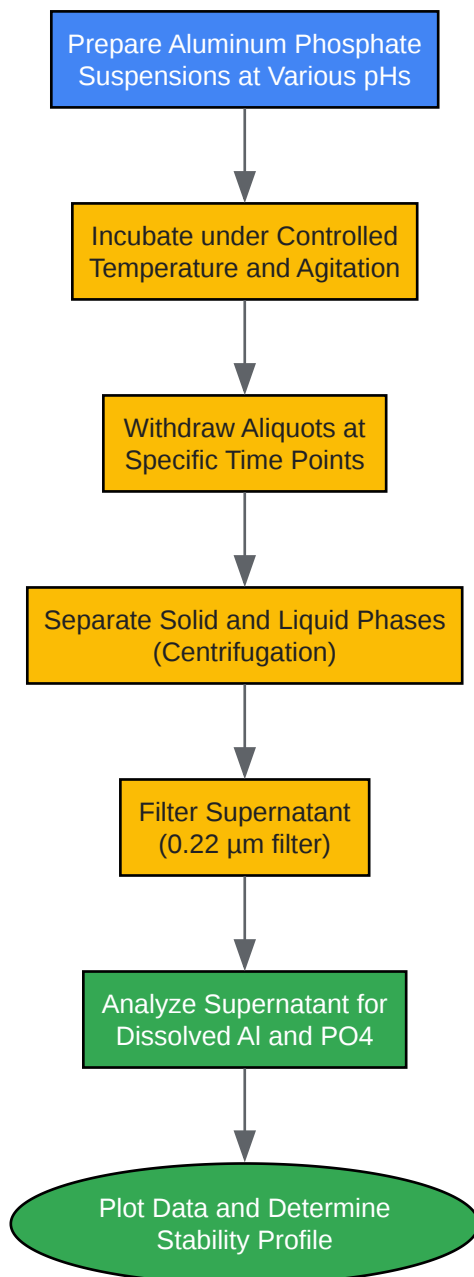 Prepare Aluminum Phosphate
Suspensions at Various pHs
Incubate under Controlled
Temperature and Agitation
Withdraw Aliquots at
Specific Time Points
Separate Solid and Liquid Phases
(Centrifugation)
Filter Supernatant
(0.22 µm filter)
Analyze Supernatant for
Dissolved Al and PO4
Plot Data and Determine
Stability Profile